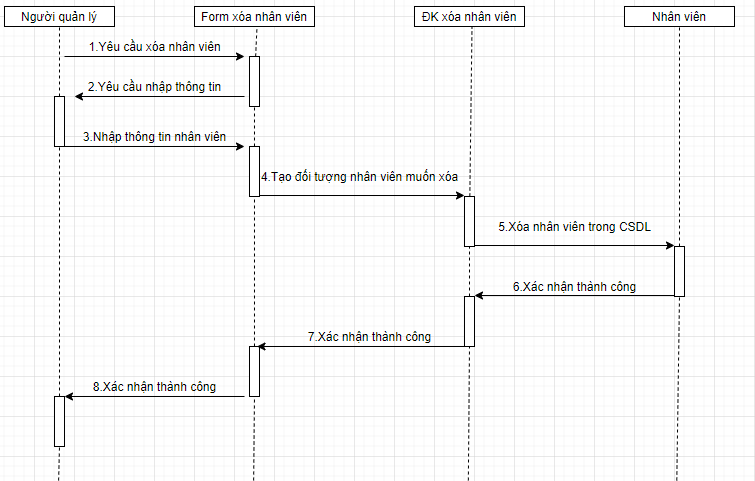 Người quản lý
Form xóa nhân viên
ĐK xóa nhân viên
Nhân viên
1.Yêu cầu xóa nhân viên
2.Yêu cầu nhập thông tin
3.Nhập thông tin nhân viên
4.Tạo đối tượng nhân viên muốn xóa
5.Xóa nhân viên trong CSDL
6.Xác nhận thành công
7.Xác nhận thành công
8.Xác nhận thành công